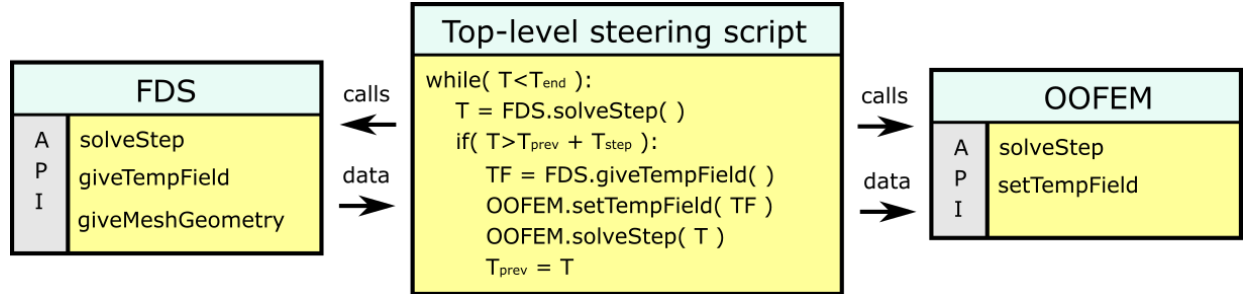 Top-level steering script
while( T<Tend ):
T = FDS.solveStep( )
if( T>Tprev + Tstep ):
TF = FDS.giveTempField( )
OOFEM.setTempField( TF )
OOFEM.solveStep( T )
Tprev = T
FDS
A
P
I
solveStep
giveTempField
giveMeshGeometry
calls
data
calls
data
OOFEM
A
P
I
solveStep
setTempField